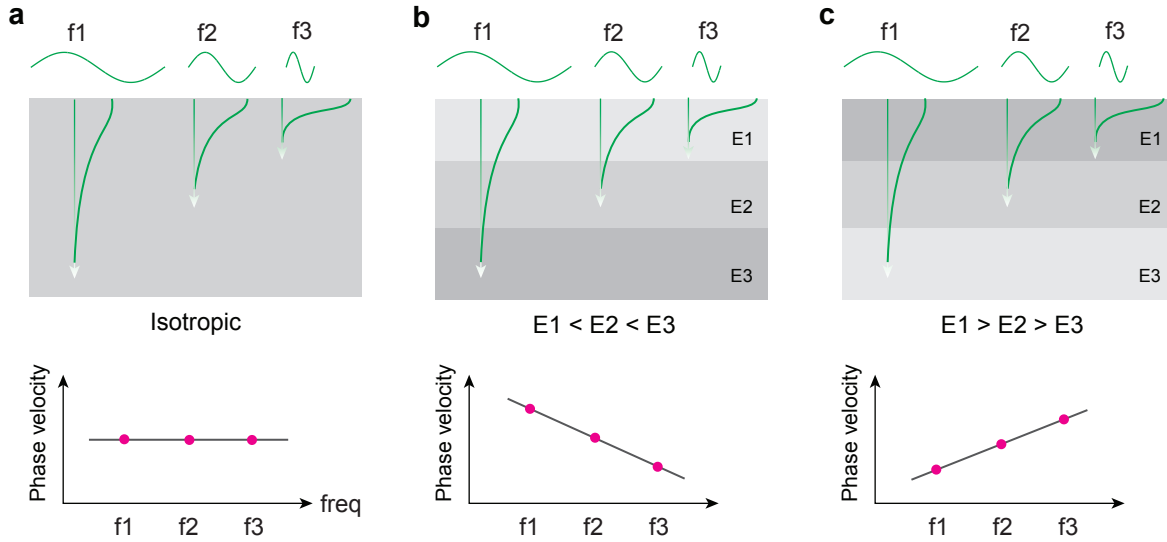 a
f1
f2
f3
Isotropic
Phase velocity
freq
f1
f2
f3
b
f1
f2
f3
E1
E2
E3
E1 < E2 < E3
Phase velocity
f1
f2
f3
c
f1
f2
f3
E1
E2
E3
E1 > E2 > E3
Phase velocity
f1
f2
f3